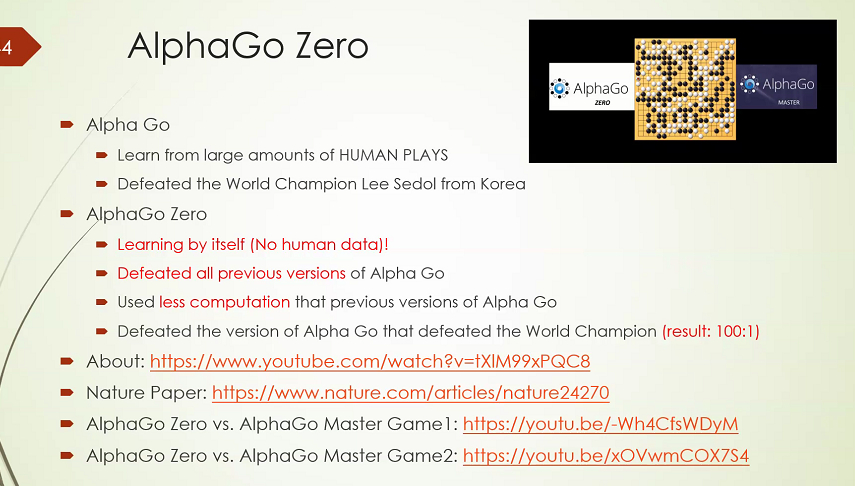 4
AlphaGo Zero
AlphaGo
ZERO
AlphaGo
MASTER
Alpha Go
Learn from large amounts of HUMAN PLAYS
Defeated the World Champion Lee Sedol from Korea
AlphaGo Zero
Learning by itself (No human data)!
Defeated all previous versions of Alpha Go
Used less computation that previous versions of Alpha Go
Defeated the version of Alpha Go that defeated the World Champion (result: 100:1)
About: https://www.youtube.com/watch?v=tXlM99xPQC8
Nature Paper: https://www.nature.com/articles/nature24270
AlphaGo Zero vs. AlphaGo Master Game1: https://youtu.be/-Wh4CfsWDyM
AlphaGo Zero vs. AlphaGo Master Game2: https://youtu.be/xOVwmCOX7S4